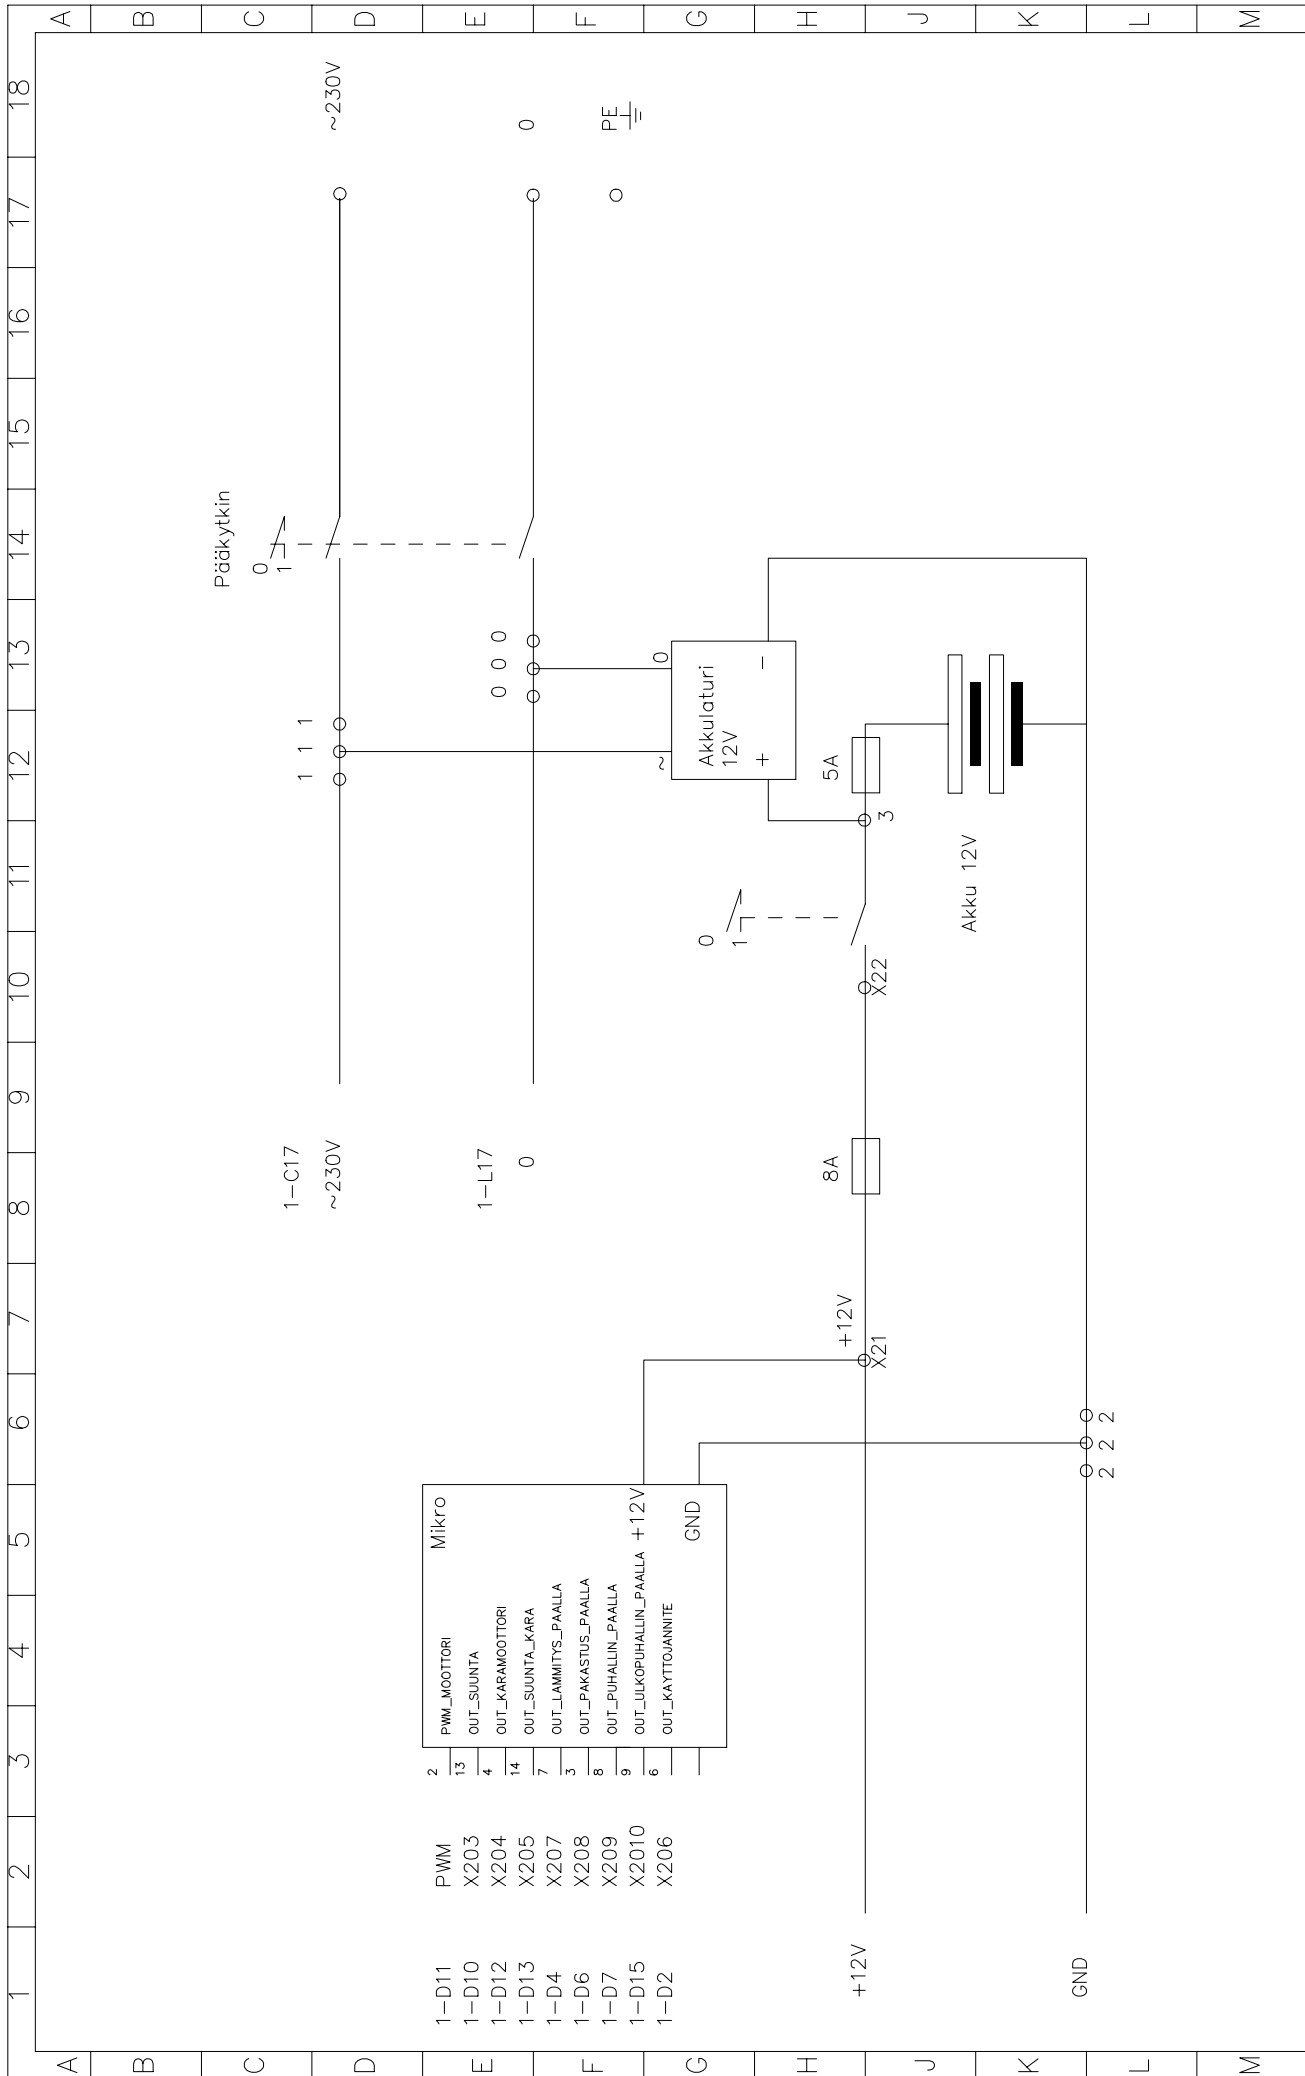 A B C D E F G H J K L M
1 2 3 4 5 6 7 8 9 10 11 12 13 14 15 16 17 18
Pääkytkin
0
1
1-C17
~230V
1 1 1
~230V
1-L17
0
0 0 0
0
PE
1-D11 PWM 2 PWM_MOOTTORI
1-D10 X203 13 OUT_SUUNTA
1-D12 X204 4 OUT_KARAMOOTTORI
1-D13 X205 14 OUT_SUUNTA_KARA
1-D4 X207 7 OUT_LAMMITYS_PAALLA
1-D6 X208 3 OUT_PAKASTUS_PAALLA
1-D7 X209 8 OUT_PUHALLIN_PAALLA
1-D15 X2010 9 OUT_ULKOPUHALLIN_PAALLA
1-D2 X206 6 OUT_KAYTTOJANNITE
Mikro
+12V
GND
~ 0
Akkulaturi
12V
+ −
0
1
+12V
+12V
X21
8A
X22
3
5A
Akku 12V
GND
2 2 2
A B C D E F G H J K L M